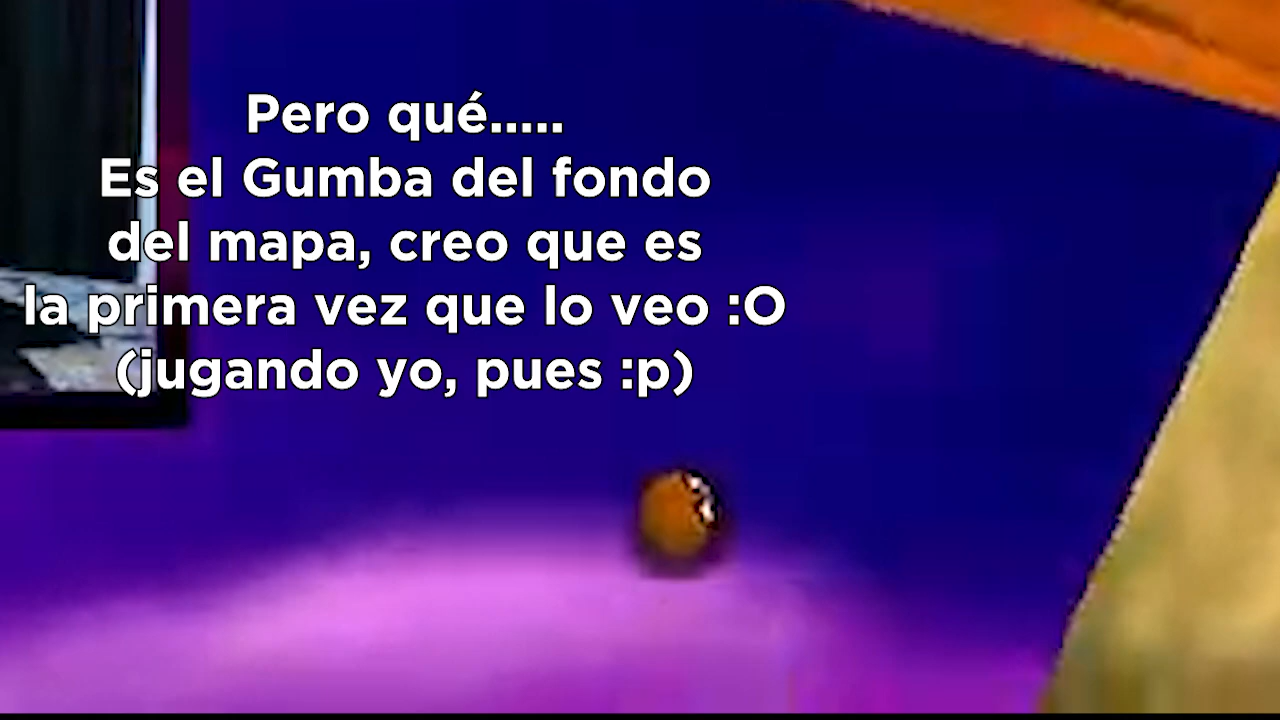 Pero qué.....
Es el Gumba del fondo
del mapa, creo que es
la primera vez que lo veo :O
(jugando yo, pues :p)